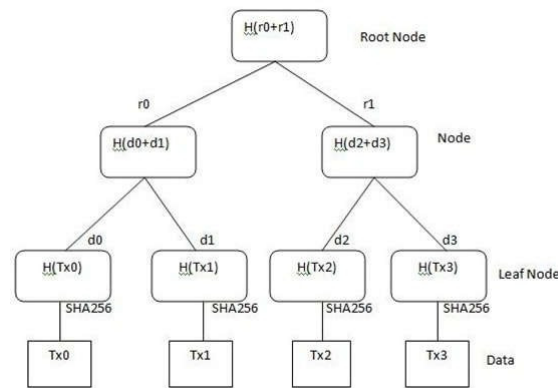 H(r0+r1)
Root Node
r0
r1
H(d0+d1)
H(d2+d3)
Node
d0
d1
d2
d3
H(Tx0)
H(Tx1)
H(Tx2)
H(Tx3)
Leaf Node
SHA256
SHA256
SHA256
SHA256
Tx0
Tx1
Tx2
Tx3
Data